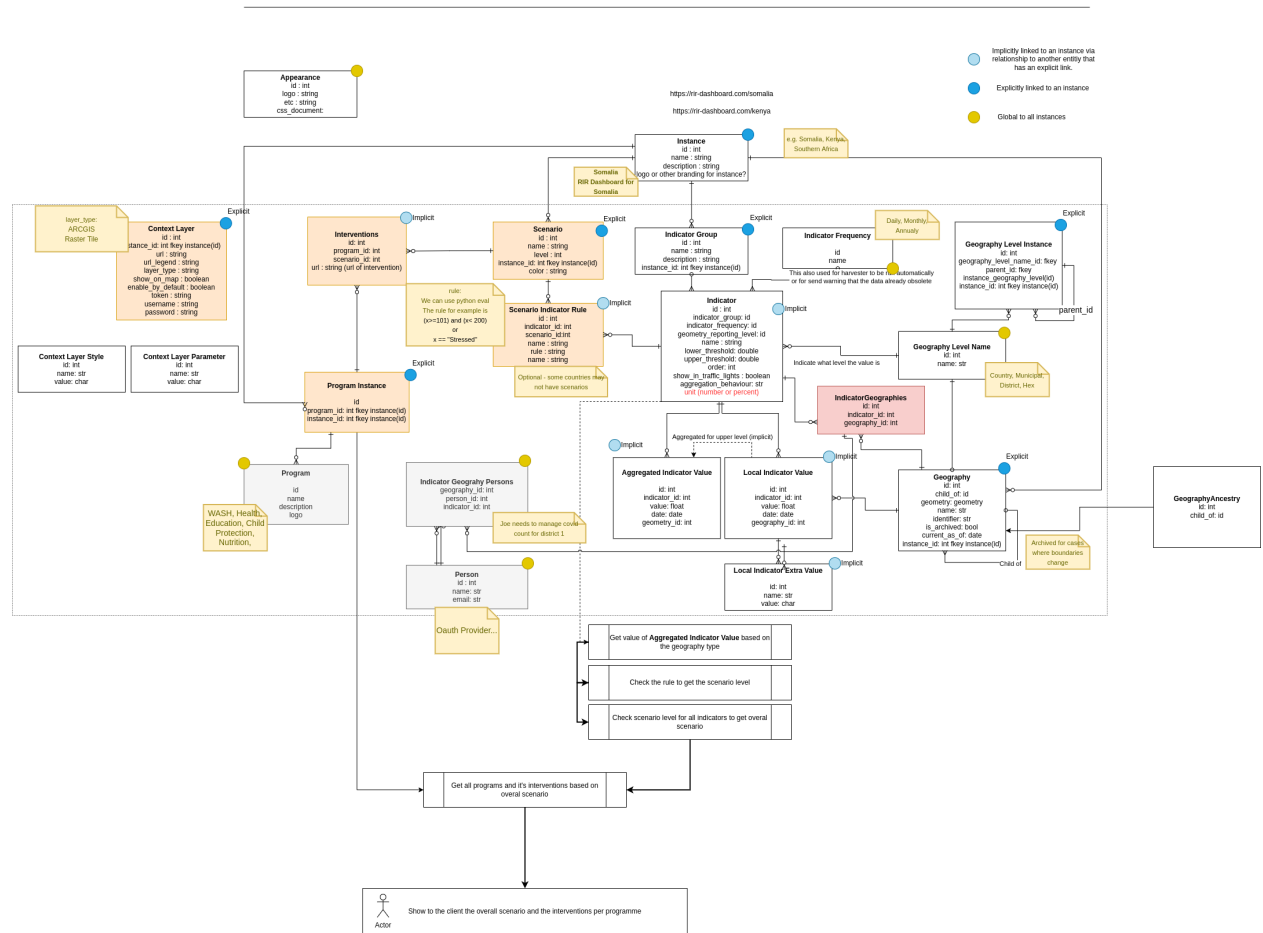 Implicitly linked to an instance via
relationship to another entitiy that
has an explicit link.
Explicitly linked to an instance
Global to all instances
Appearance
id : int
logo : string
etc : string
css_document:
https://rir-dashboard.com/somalia
https://rir-dashboard.com/kenya
Instance
id : int
name : string
description : string
logo or other branding for instance?
e.g. Somalia, Kenya,
Southern Africa
Somalia
RIR Dashboard for
Somalia
layer_type:
ARCGIS
Raster Tile
Explicit
Context Layer
id : int
stance_id: int fkey instance(id)
url : string
url_legend : string
layer_type : string
show_on_map : boolean
enable_by_default : boolean
token : string
username : string
password : string
Implicit
Interventions
id: int
program_id: int
scenario_id: int
url : string (url of intervention)
Explicit
Scenario
id : int
name : string
level : int
instance_id: int fkey instance(id)
color : string
Explicit
Indicator Group
id : int
name : string
description : string
instance_id: int fkey instance(id)
Daily, Monthly,
Annualy
Indicator Frequency
id
name
This also used for harvester to be run automatically
or for send warning that the data already obsolete
Explicit
Geography Level Instance
id: int
geography_level_name_id: fkey
parent_id: fkey
instance_geography_level(id)
instance_id: int fkey instance(id)
parent_id
rule:
We can use python eval
The rule for example is
(x>=101) and (x< 200)
or
x == "Stressed"
Implicit
Scenario Indicator Rule
id : int
indicator_id: int
scenario_id:int
name : string
rule : string
name : string
Optional - some countries may
not have scenarios
Implicit
Indicator
id : int
indicator_group: id
indicator_frequency: id
geometry_reporting_level: id
name : string
lower_threshold: double
upper_threshold: double
order: int
show_in_traffic_lights : boolean
aggregation_behaviour: str
unit (number or percent)
Indicate what level the value is
Geography Level Name
id: int
name: str
Country, Municipal,
District, Hex
Context Layer Style
id: int
name: str
value: char
Context Layer Parameter
id: int
name: str
value: char
Explicit
Program Instance
id
program_id: int fkey instance(id)
instance_id: int fkey instance(id)
IndicatorGeographies
id: int
indicator_id: int
geography_id: int
Program
id
name
description
logo
WASH, Health,
Education, Child
Protection,
Nutrition,
Indicator Geograhy Persons
geography_id: int
person_id: int
indicator_id: int
Joe needs to manage covid
count for district 1
Person
id : int
name: str
email: str
Oauth Provider...
Aggregated for upper level (implicit)
Implicit
Aggregated Indicator Value
id: int
indicator_id: int
value: float
date: date
geometry_id: int
Implicit
Local Indicator Value
id: int
indicator_id: int
value: float
date: date
geography_id: int
Implicit
Local Indicator Extra Value
id: int
name: str
value: char
Explicit
Geography
id: int
child_of: id
geometry: geometry
name: str
identifier: str
is_archived: bool
current_as_of: date
instance_id: int fkey instance(id)
Child of
Archived for cases
where boundaries
change
GeographyAncestry
id: int
child_of: id
Get value of Aggregated Indicator Value based on
the geography type
Check the rule to get the scenario level
Check scenario level for all indicators to get overal
scenario
Get all programs and it's interventions based on
overal scenario
Actor
Show to the client the overall scenario and the interventions per programme